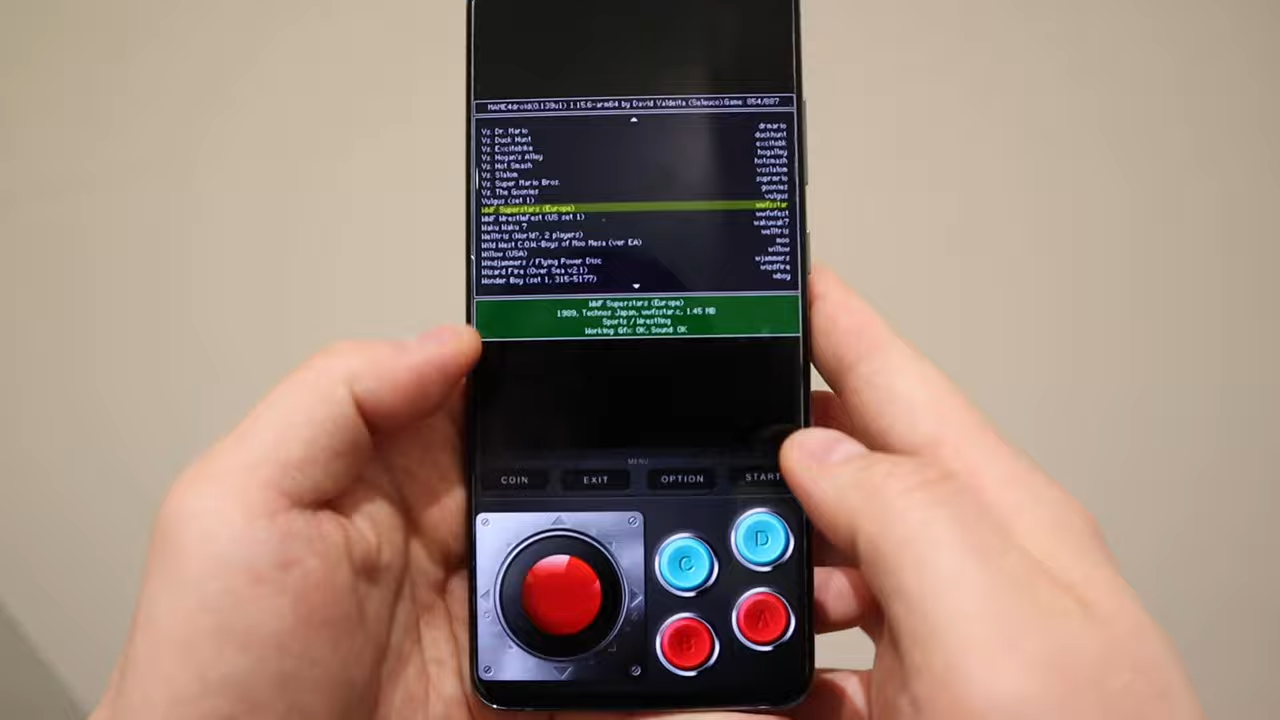 MAME4droid(0.139u1) 1.15.6-arm64 by David Valdeita (Seleuco) Game: 854/887
Vs. Dr. Mario drmario
Vs. Duck Hunt duckhunt
Vs. Excitebike excitebk
Vs. Hogan's Alley hogalley
Vs. Hot Smash hotsmash
Vs. Slalom vsslalom
Vs. Super Mario Bros. suprmrio
Vs. The Goonies goonies
Vulgus (set 1) vulgus
WWF Superstars (Europe) wwfsstar
WWF WrestleFest (US set 1) wwfwfest
Waku Waku 7 wakuwak7
Welltris (World?, 2 players) welltris
Wild West C.O.W.-Boys of Moo Mesa (ver EA) moo
Willow (USA) willow
Windjammers / Flying Power Disc wjammers
Wizard Fire (Over Sea v2.1) wizdfire
Wonder Boy (set 1, 315-5177) wboy
WWF Superstars (Europe)
1989, Technos Japan, wwfsstar.c, 1.45 MB
Sports / Wrestling
Working Gfx: OK, Sound OK
MENU
COIN EXIT OPTION START
C D
B A